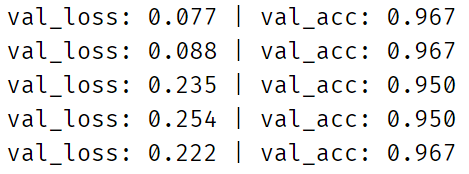 val_loss: 0.077 | val_acc: 0.967
val_loss: 0.088 | val_acc: 0.967
val_loss: 0.235 | val_acc: 0.950
val_loss: 0.254 | val_acc: 0.950
val_loss: 0.222 | val_acc: 0.967